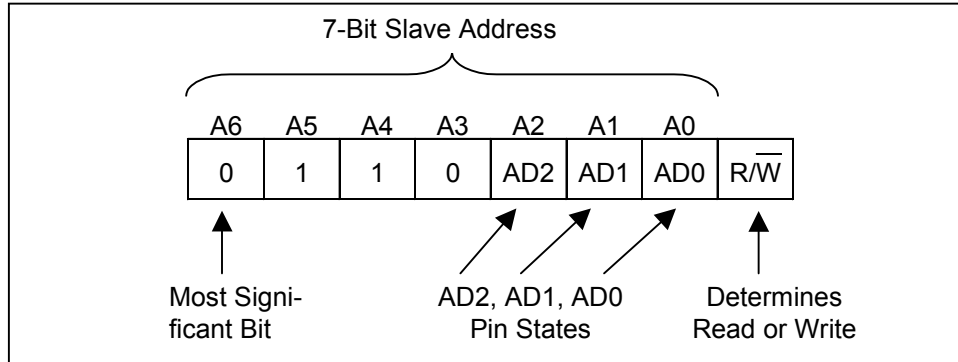 7-Bit Slave Address
A6 A5 A4 A3 A2 A1 A0
0 1 1 0 AD2 AD1 AD0 R/W̅
Most Signi- AD2, AD1, AD0 Determines
ficant Bit Pin States Read or Write